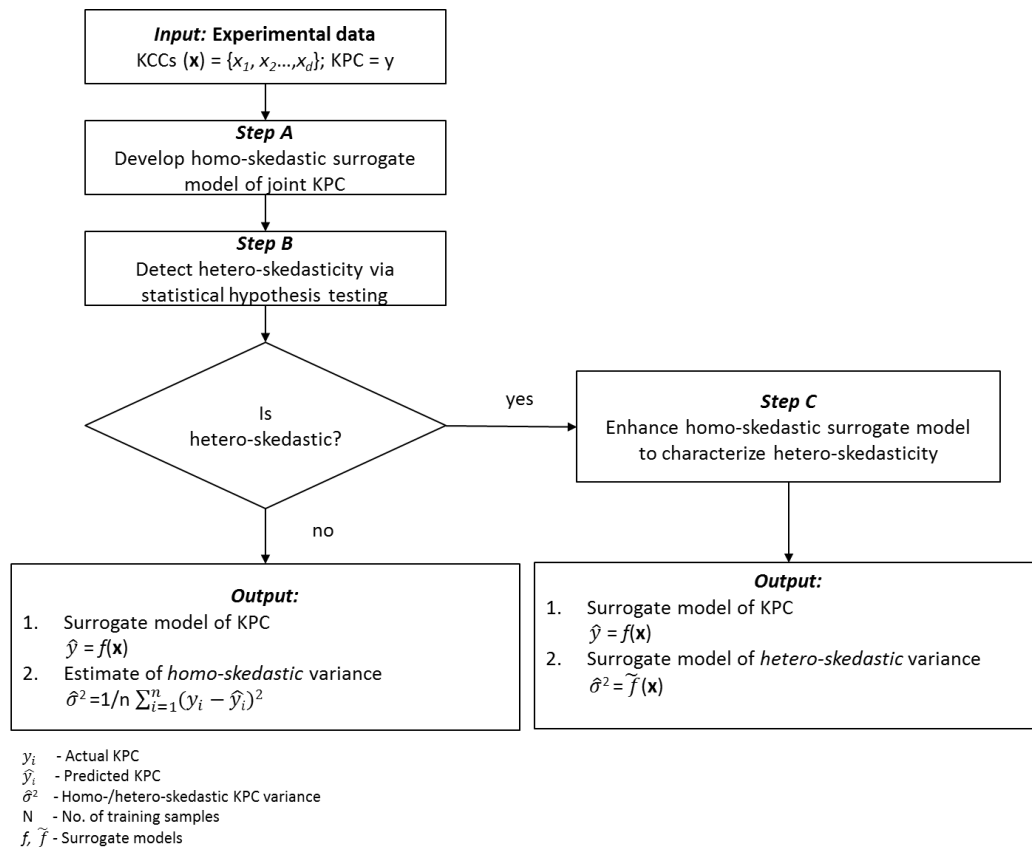 Input: Experimental data
KCCs (x) = {x₁, x₂...,x_d}; KPC = y
Step A
Develop homo-skedastic surrogate
model of joint KPC
Step B
Detect hetero-skedasticity via
statistical hypothesis testing
Is
hetero-skedastic?
yes
Step C
Enhance homo-skedastic surrogate model
to characterize hetero-skedasticity
no
Output:
1. Surrogate model of KPC
ŷ = f(x)
2. Estimate of homo-skedastic variance
σ̂² =1/n ∑ⁿᵢ₌₁(yᵢ − ŷᵢ)²
Output:
1. Surrogate model of KPC
ŷ = f(x)
2. Surrogate model of hetero-skedastic variance
σ̂² = f̃(x)
yᵢ - Actual KPC
ŷᵢ - Predicted KPC
σ̂² - Homo-/hetero-skedastic KPC variance
N - No. of training samples
f, f̃ - Surrogate models